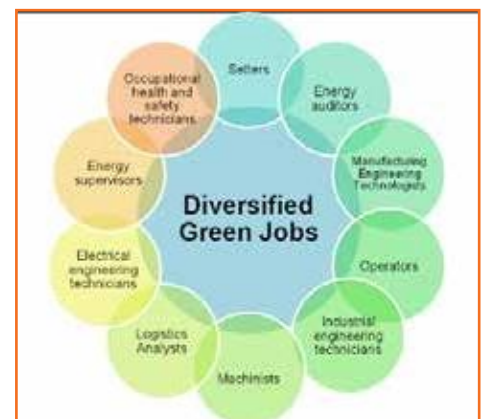 Setters
Energy
auditors
Manufacturing
Engineering
Technologists
Operators
Industrial
engineering
technicians
Machinists
Logistics
Analysts
Electrical
engineering
technicians
Energy
supervisors
Occupational
health and
safety
technicians
Diversified
Green Jobs